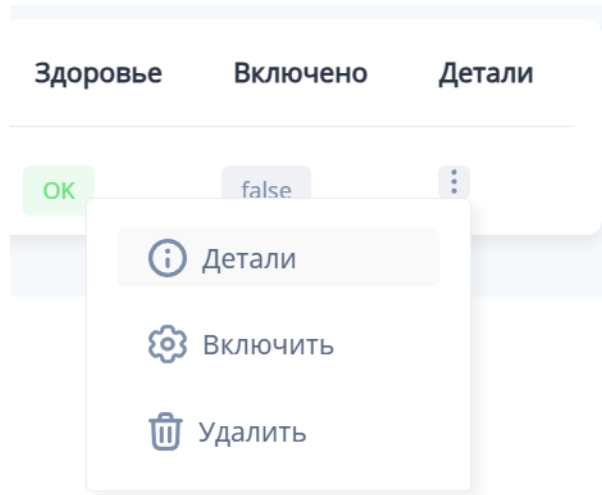 Здоровье Включено Детали
OK false
Детали
Включить
Удалить